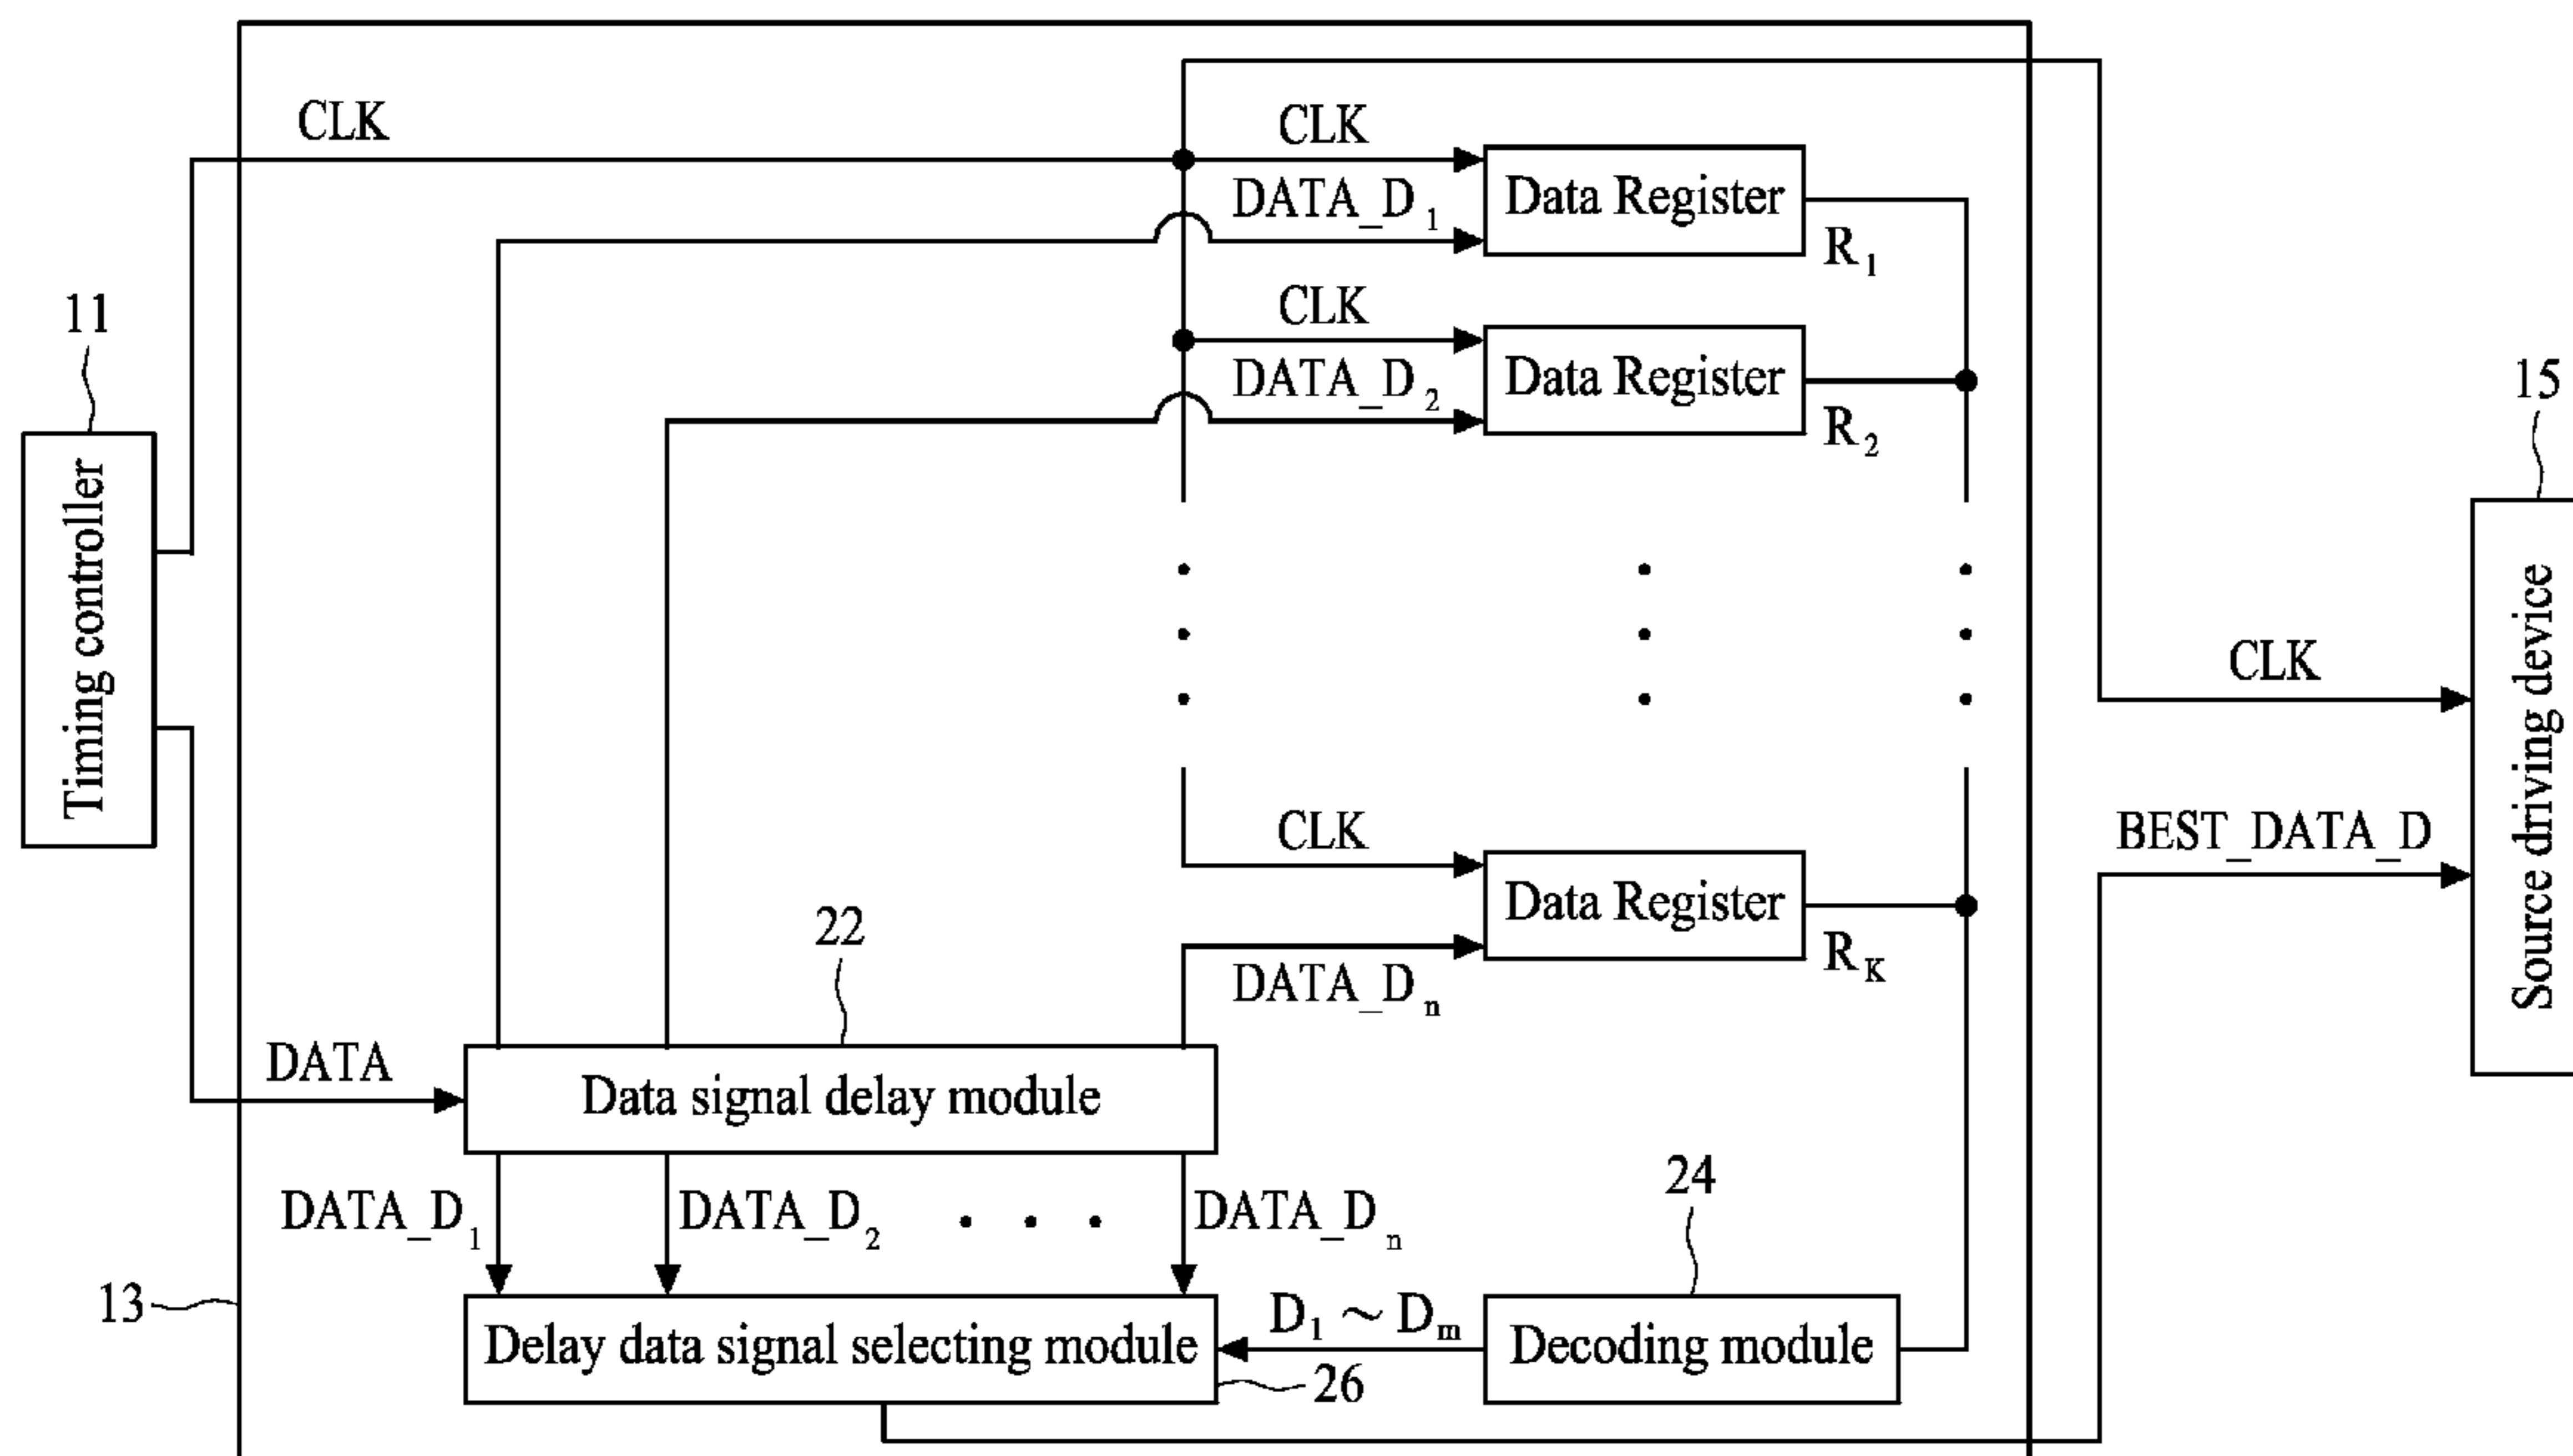 CLK
CLK
DATA_D1
Data Register
R1
11
CLK
DATA_D2
Data Register
R2
15
Timing controller
Source driving device
CLK
CLK
BEST_DATA_D
Data Register
RK
22
DATA_Dn
DATA
Data signal delay module
24
DATA_D1
DATA_D2
DATA_Dn
13
D1 ~ Dm
Delay data signal selecting module
Decoding module
26